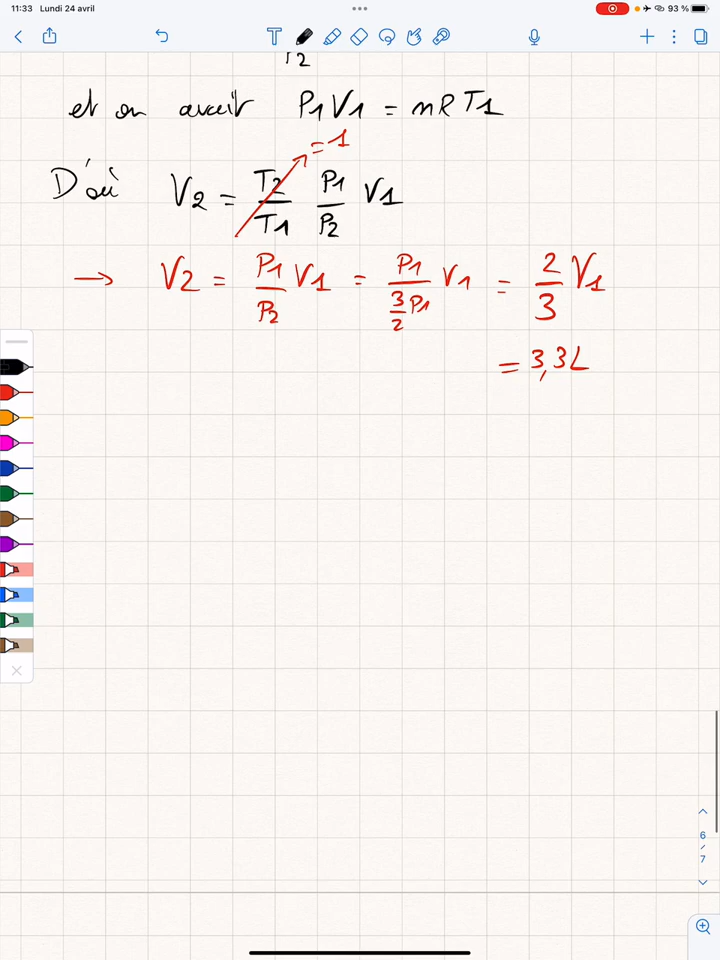 11:33 Lundi 24 avril 93 %
P2
et on avait P1V1 = nRT1
= 1
D'où V2 = T2/T1 P1/P2 V1
→ V2 = P1/P2 V1 = P1/(3/2 P1) V1 = 2/3 V1
= 3,3L
6
7